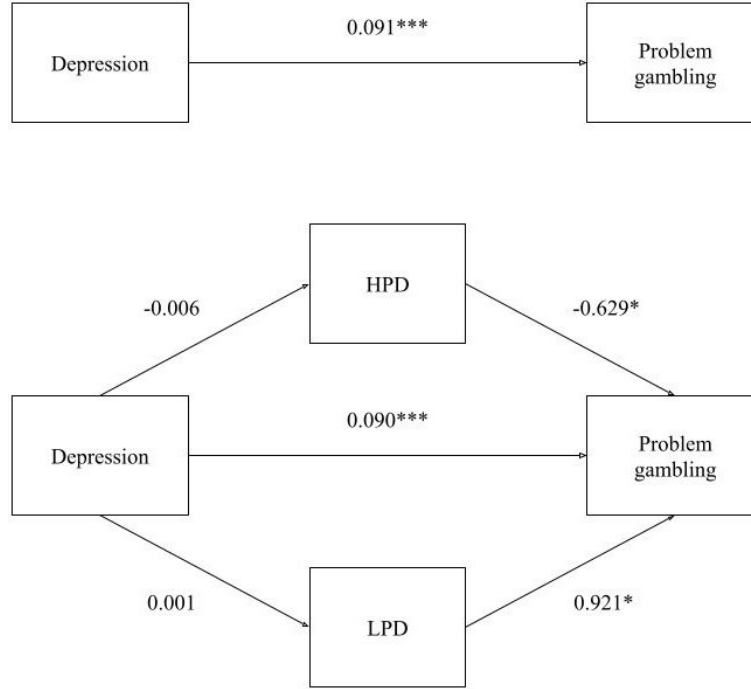 0.091***
Depression
Problem
gambling
HPD
-0.006
-0.629*
0.090***
Depression
Problem
gambling
0.001
LPD
0.921*